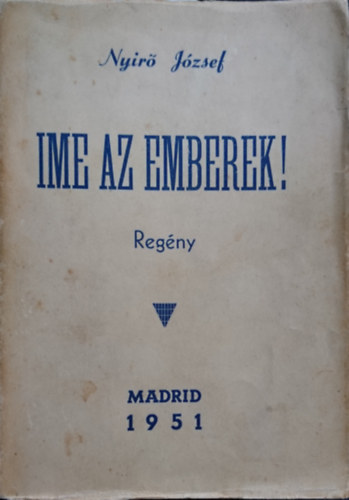 Nyirő József
IME AZ EMBEREK!
Regény
MADRID
1951